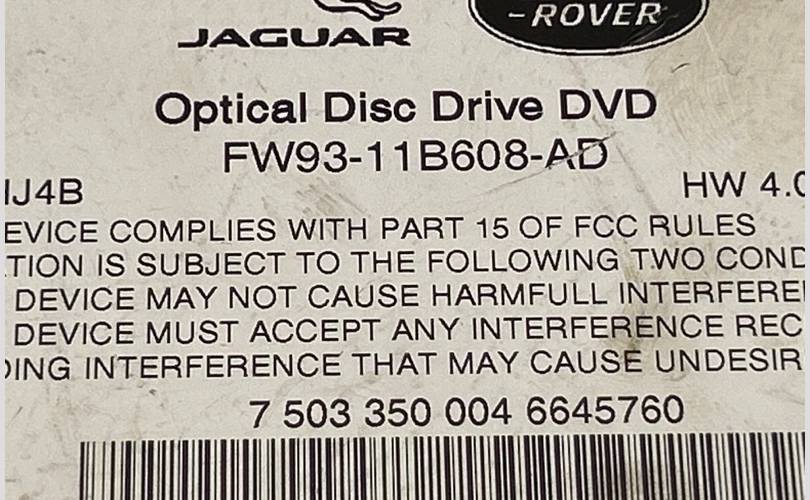 JAGUAR
-ROVER
Optical Disc Drive DVD
FW93-11B608-AD
J4B
HW 4.0
EVICE COMPLIES WITH PART 15 OF FCC RULES
TION IS SUBJECT TO THE FOLLOWING TWO COND
DEVICE MAY NOT CAUSE HARMFULL INTERFERE
DEVICE MUST ACCEPT ANY INTERFERENCE REC
DING INTERFERENCE THAT MAY CAUSE UNDESIR
7 503 350 004 6645760